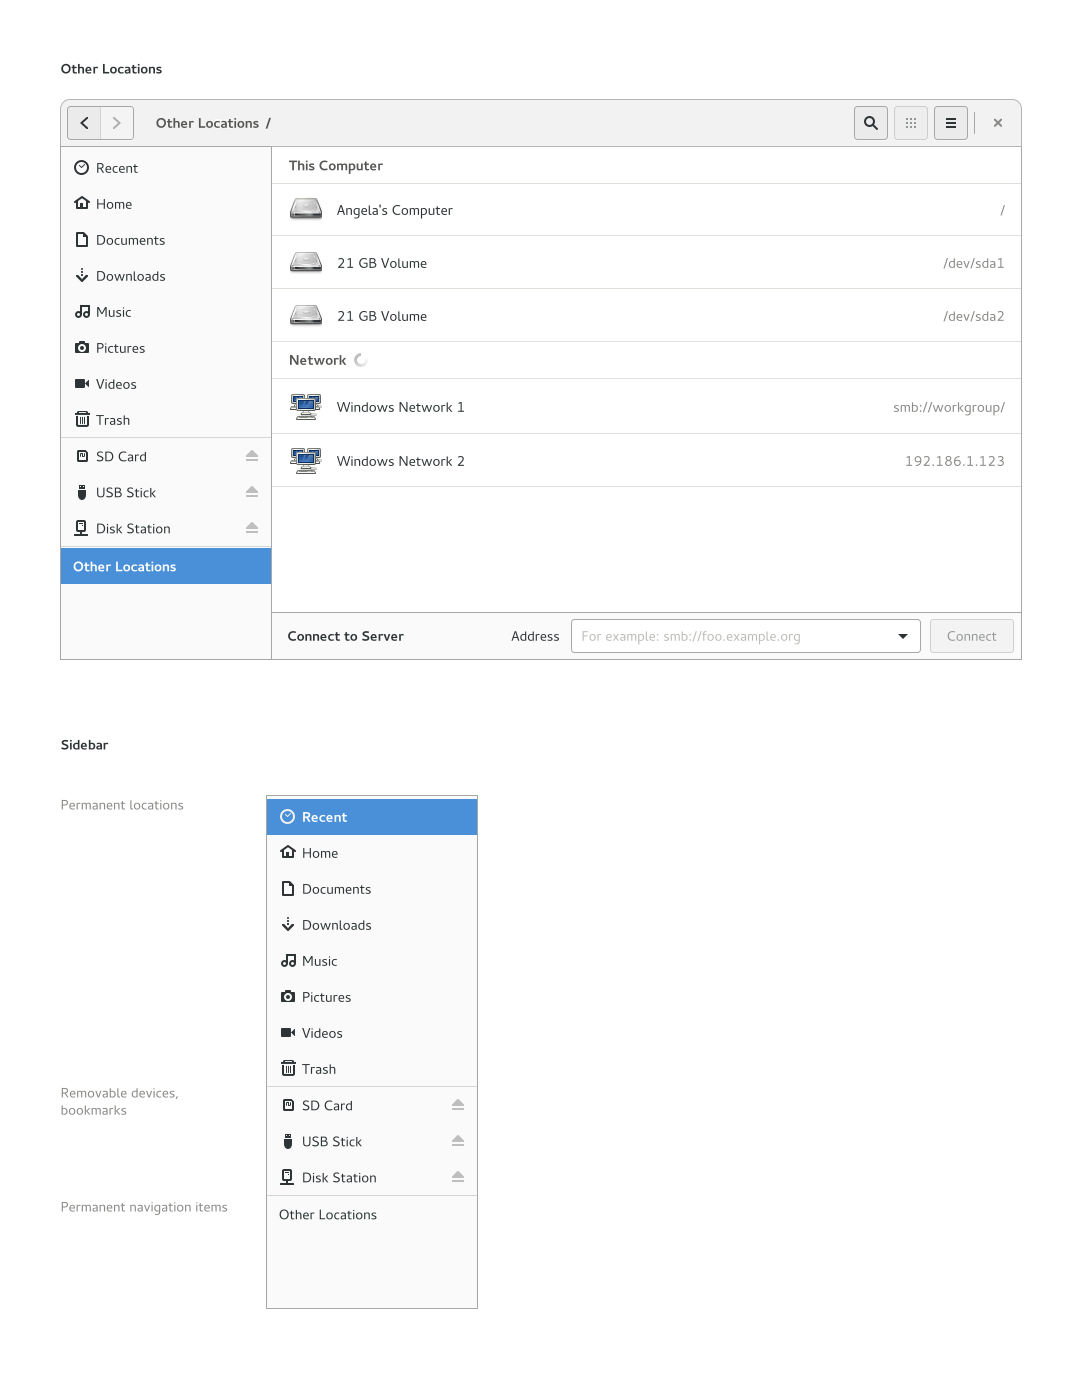 Other Locations
Other Locations /
Recent
Home
Documents
Downloads
Music
Pictures
Videos
Trash
SD Card
USB Stick
Disk Station
Other Locations
This Computer
Angela's Computer /
21 GB Volume /dev/sda1
21 GB Volume /dev/sda2
Network
Windows Network 1 smb://workgroup/
Windows Network 2 192.186.1.123
Connect to Server Address For example: smb://foo.example.org Connect
Sidebar
Permanent locations
Recent
Home
Documents
Downloads
Music
Pictures
Videos
Trash
Removable devices,
bookmarks
SD Card
USB Stick
Disk Station
Permanent navigation items
Other Locations